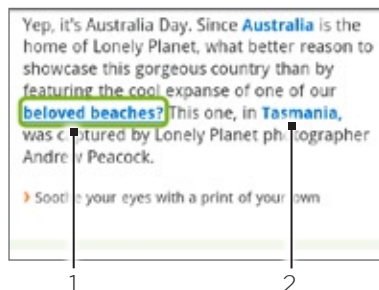 Yep, it's Australia Day. Since Australia is the
home of Lonely Planet, what better reason to
showcase this gorgeous country than by
featuring the cool expanse of one of our
beloved beaches? This one, in Tasmania,
was captured by Lonely Planet photographer
Andrew Peacock.
› Soothe your eyes with a print of your own
1 2